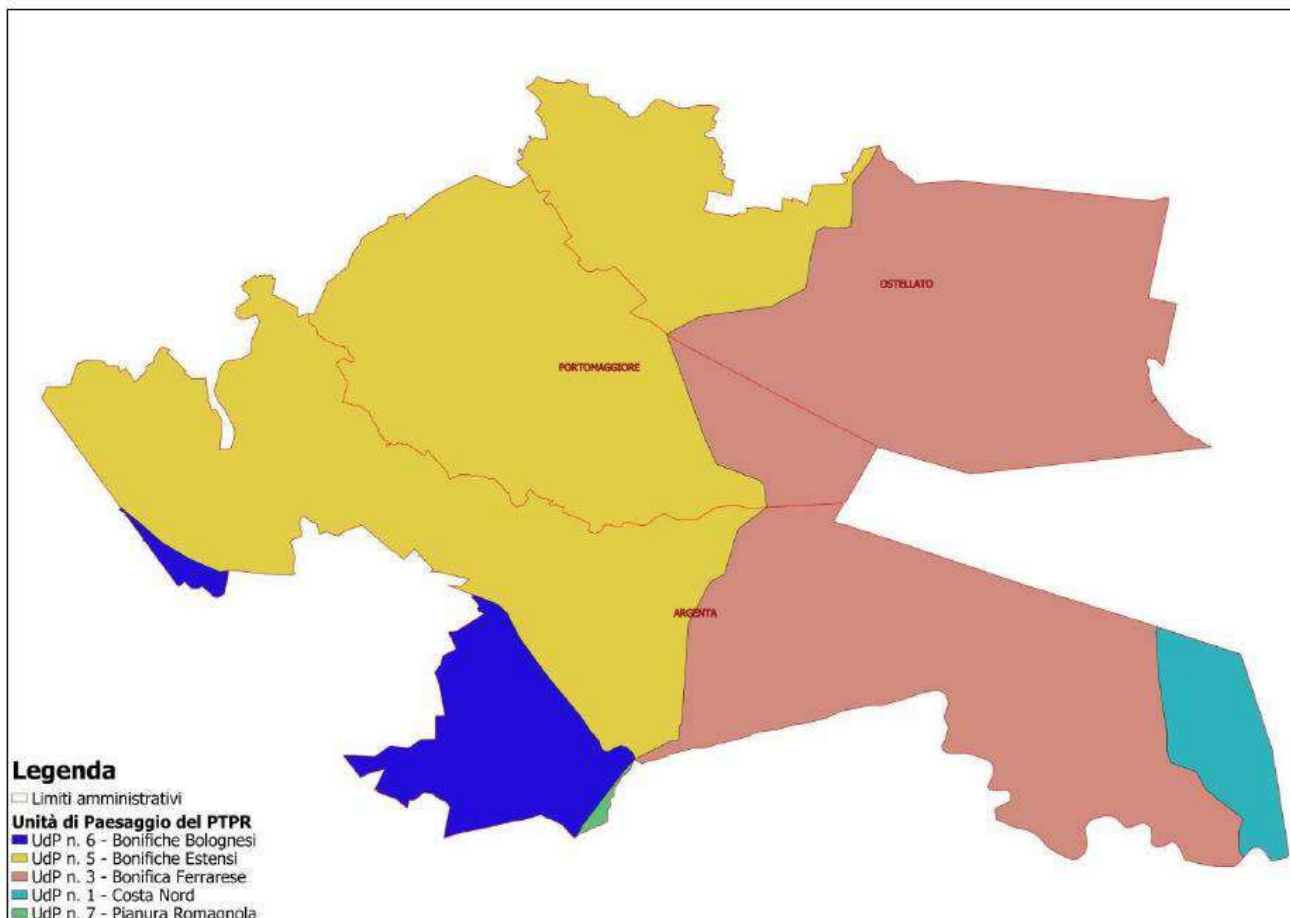 OSTELLATO
PORTOMAGGIORE
ARGENTA
Legenda
Limiti amministrativi
Unità di Paesaggio del PTPR
UdP n. 6 - Bonifiche Bolognesi
UdP n. 5 - Bonifiche Estensi
UdP n. 3 - Bonifica Ferrarese
UdP n. 1 - Costa Nord
UdP n. 7 - Pianura Romagnola